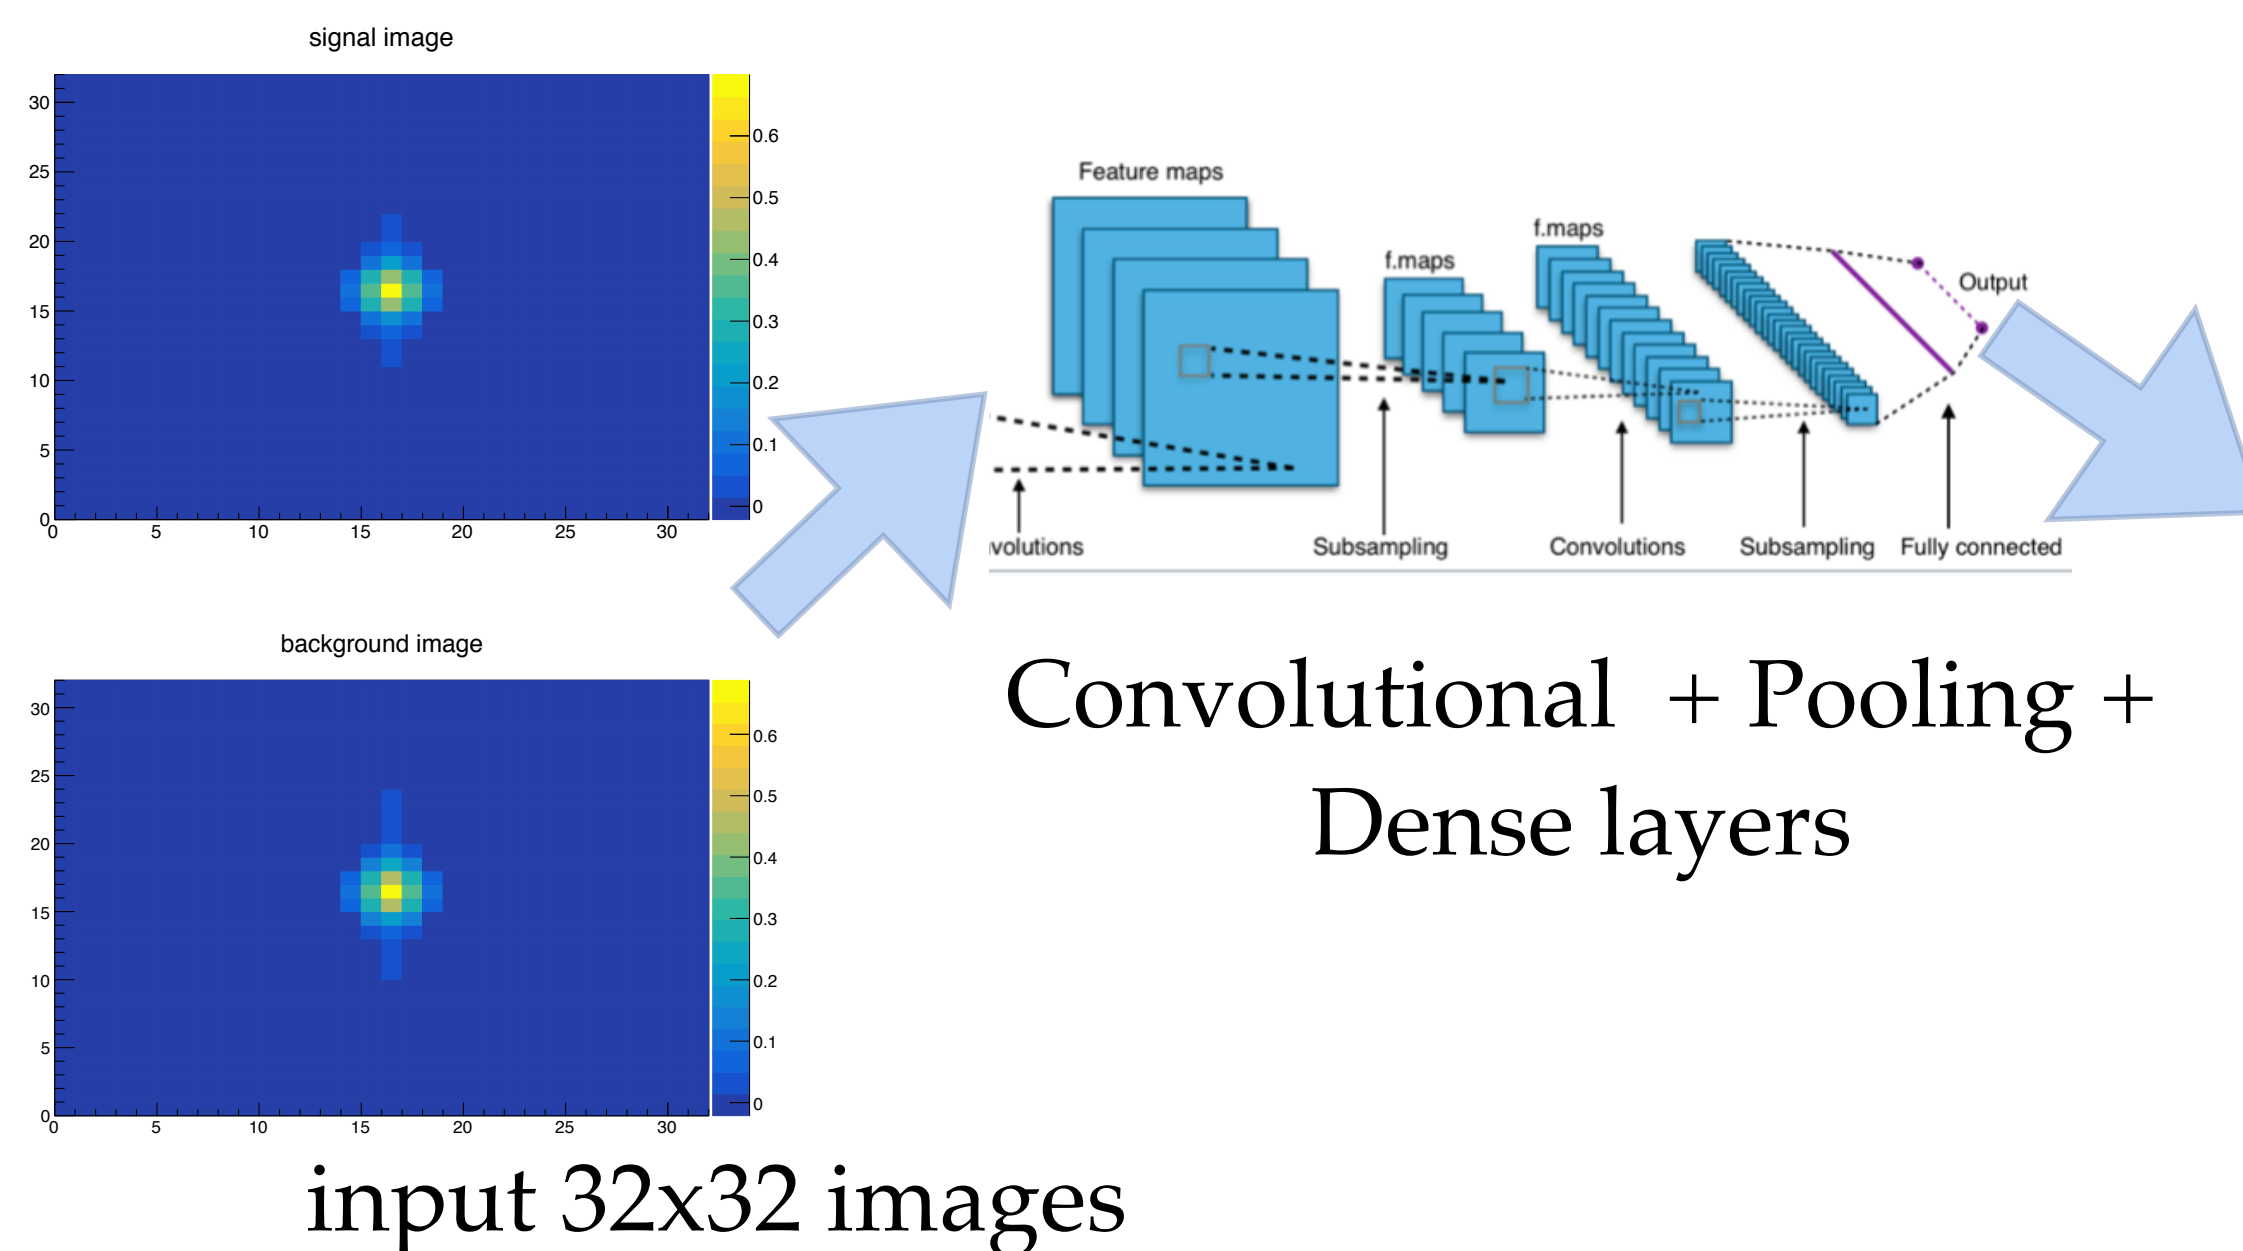 signal image
30
25
20
15
10
5
0
0 5 10 15 20 25 30
0.6
0.5
0.4
0.3
0.2
0.1
0
background image
30
25
20
15
10
5
0
0 5 10 15 20 25 30
0.6
0.5
0.4
0.3
0.2
0.1
0
input 32x32 images
Feature maps
f.maps
f.maps
Output
volutions Subsampling Convolutions Subsampling Fully connected
Convolutional + Pooling +
Dense layers